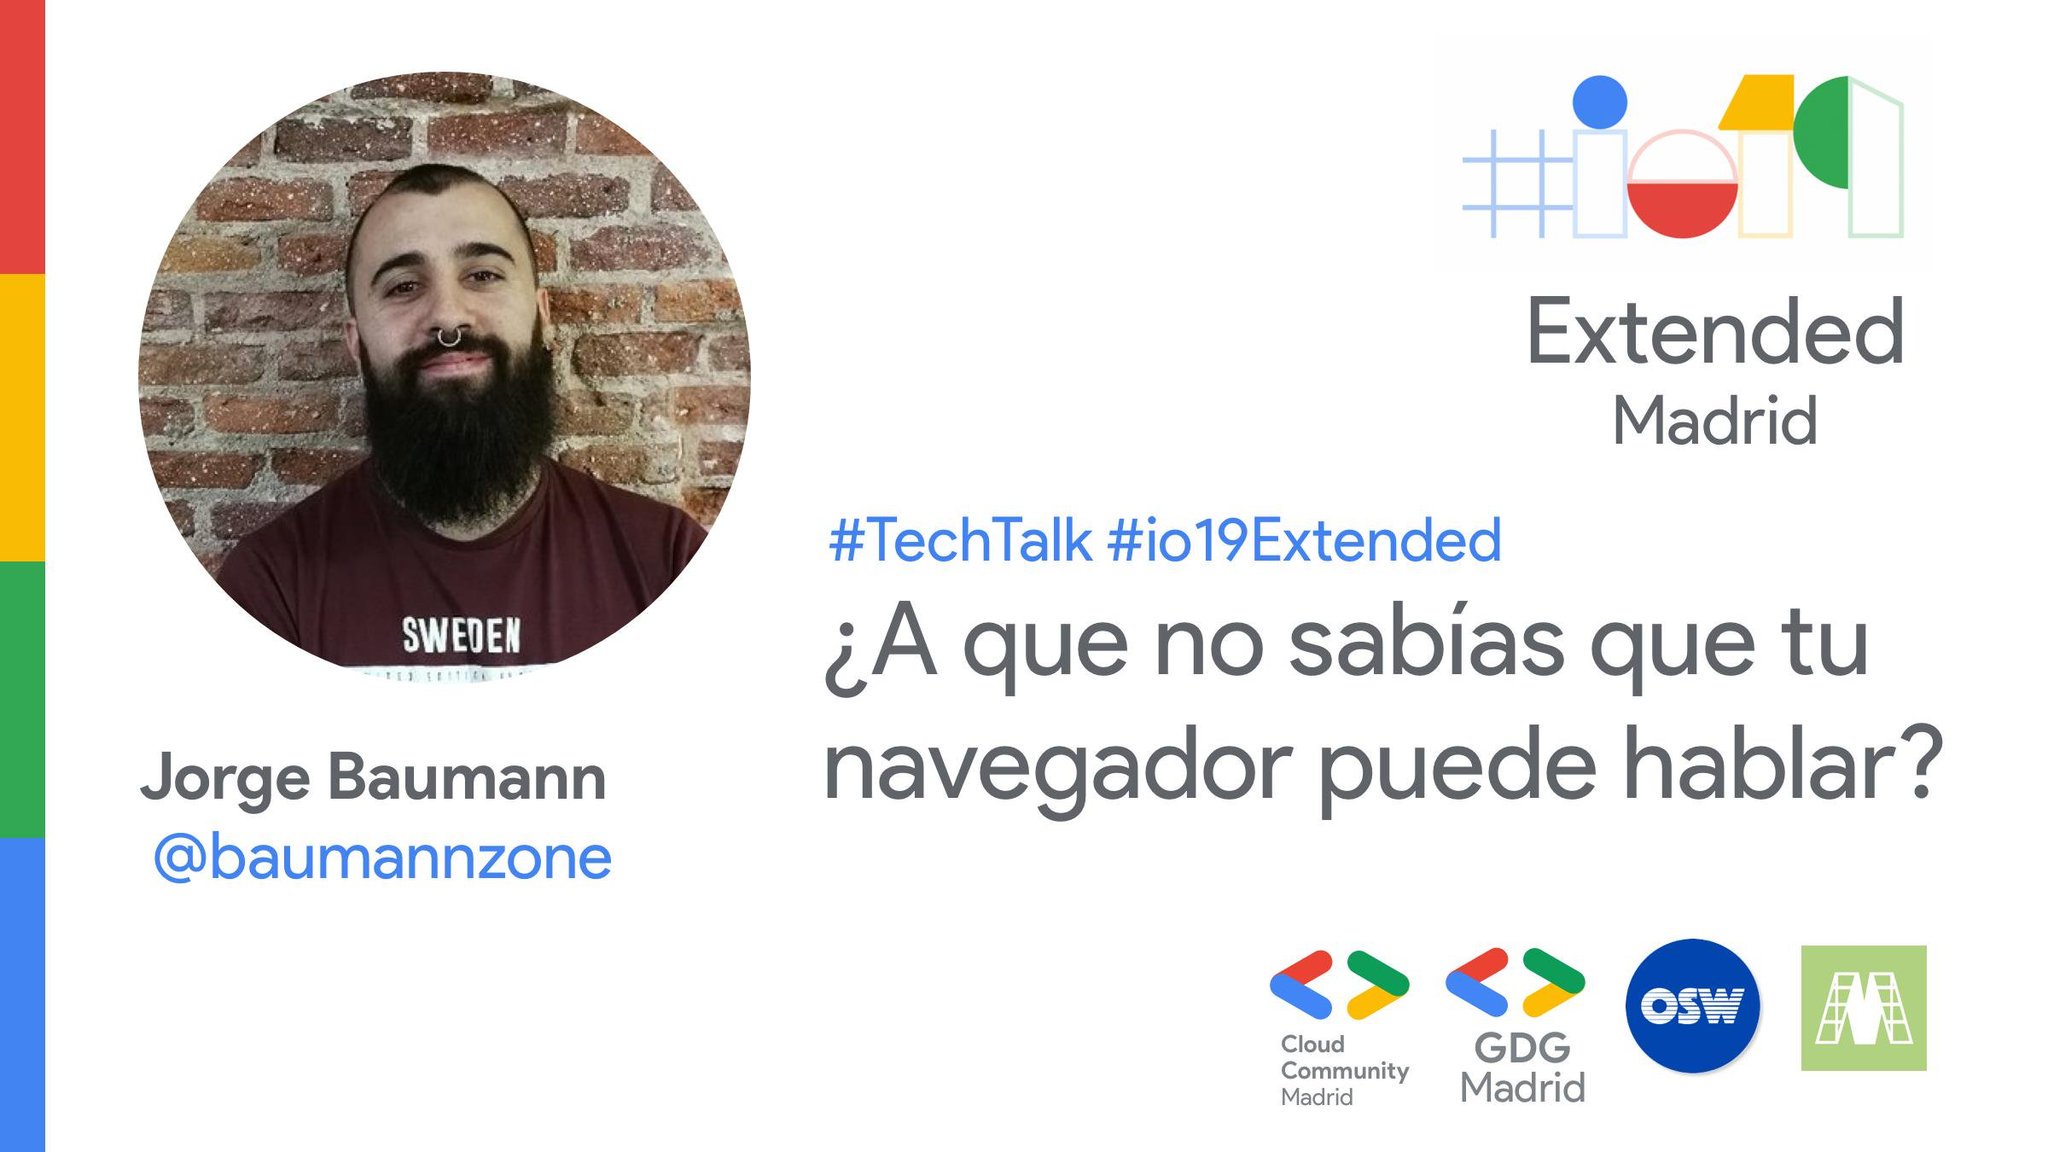 #io19
Extended
Madrid
#TechTalk #io19Extended
¿A que no sabías que tu
navegador puede hablar?
SWEDEN
Jorge Baumann
@baumannzone
Cloud
Community
Madrid
GDG
Madrid
OSW
M